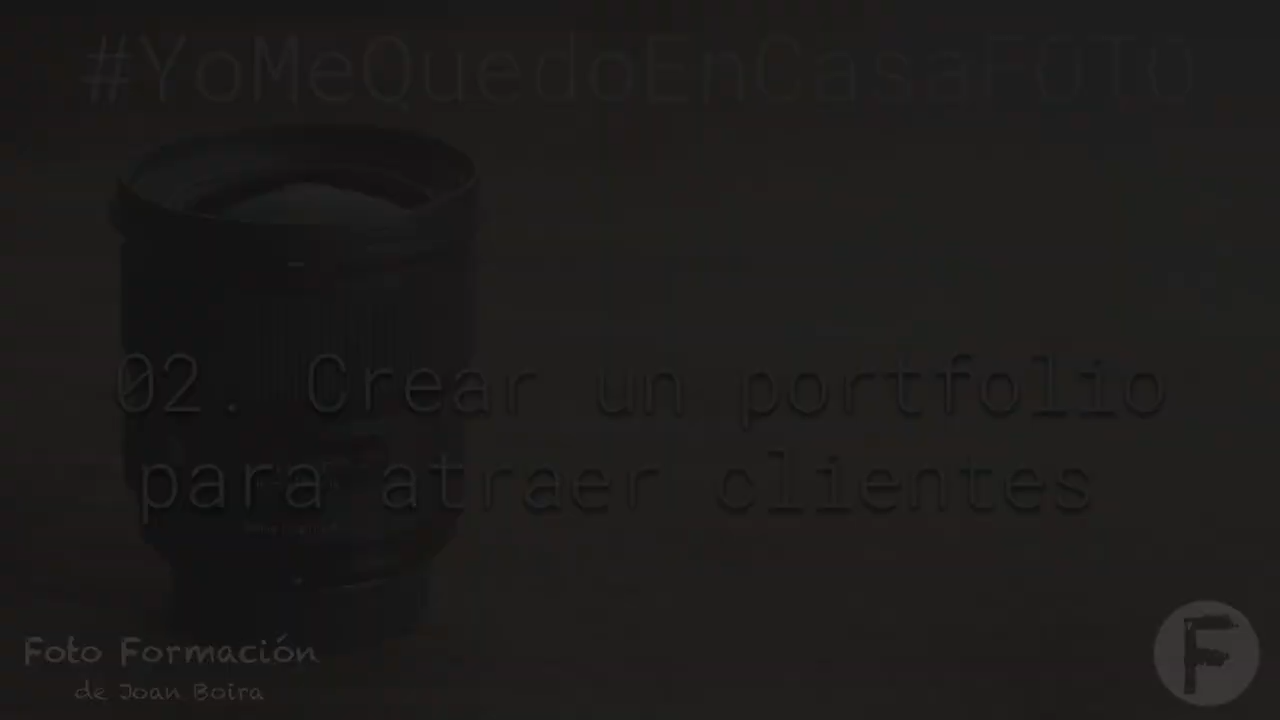 #YoMeQuedoEnCasaFOTO
02. Crear un portfolio
para atraer clientes
Foto Formación
de Joan Boira
F